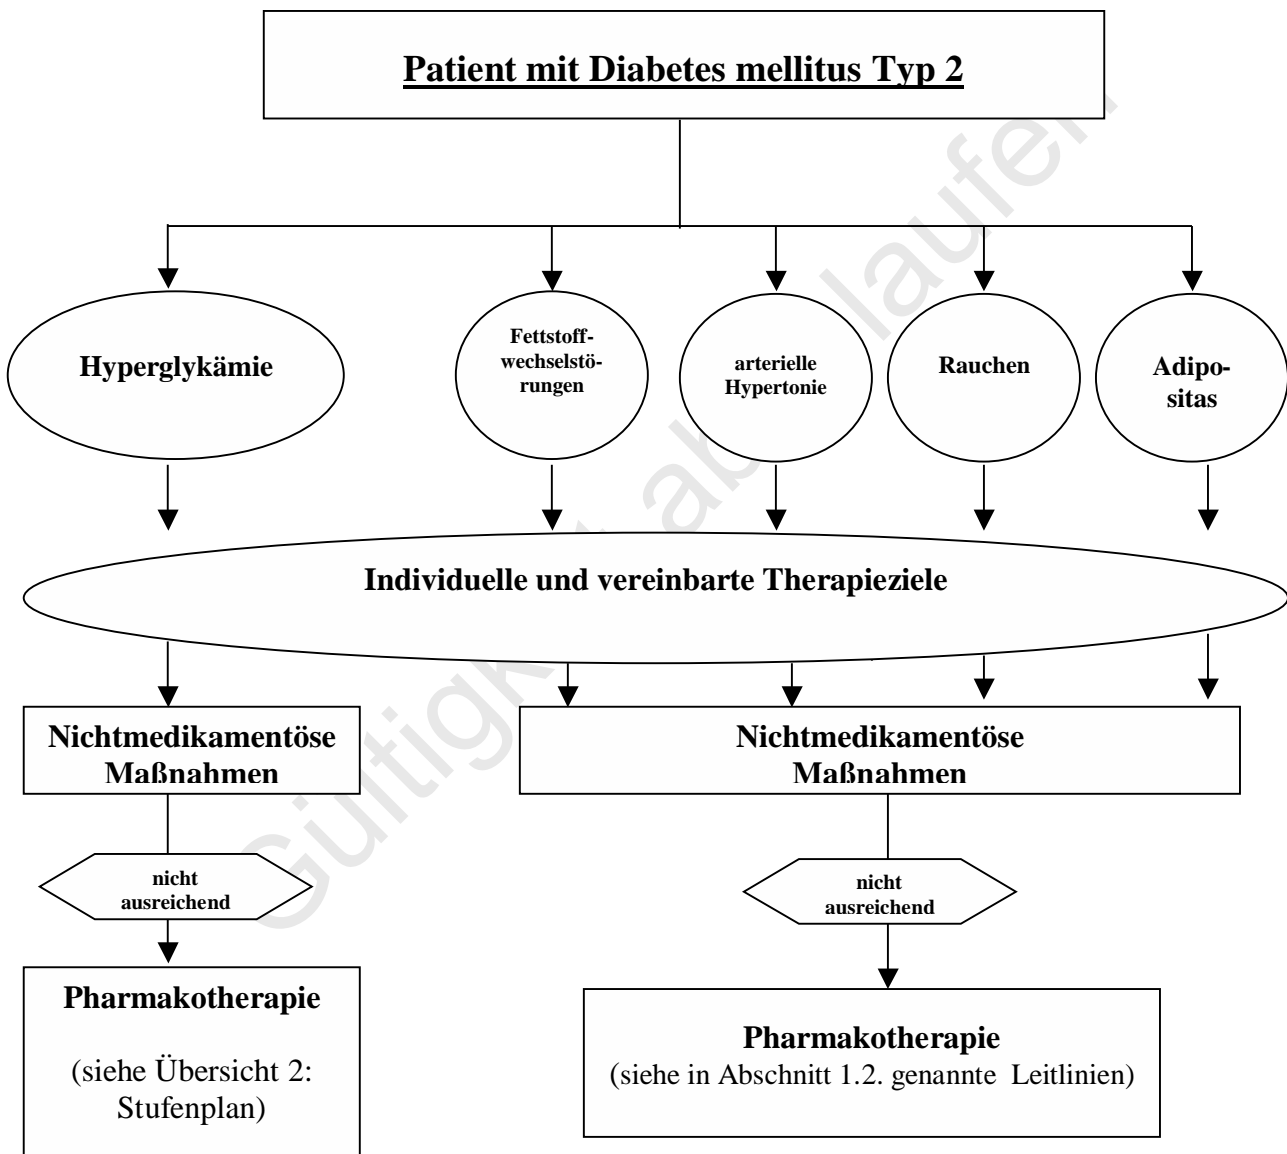 Patient mit Diabetes mellitus Typ 2
Hyperglykämie
Fettstoff-
wechselstö-
rungen
arterielle
Hypertonie
Rauchen
Adipo-
sitas
Individuelle und vereinbarte Therapieziele
Nichtmedikamentöse
Maßnahmen
Nichtmedikamentöse
Maßnahmen
nicht
ausreichend
nicht
ausreichend
Pharmakotherapie
(siehe Übersicht 2:
Stufenplan)
Pharmakotherapie
(siehe in Abschnitt 1.2. genannte Leitlinien)